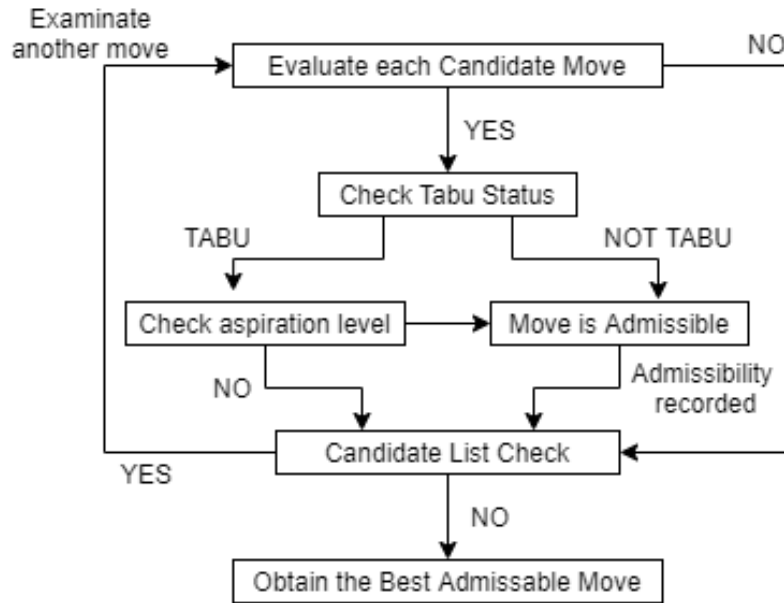 Examinate
another move
Evaluate each Candidate Move
NO
YES
Check Tabu Status
TABU
NOT TABU
Check aspiration level
Move is Admissible
NO
Admissibility
recorded
Candidate List Check
YES
NO
Obtain the Best Admissable Move